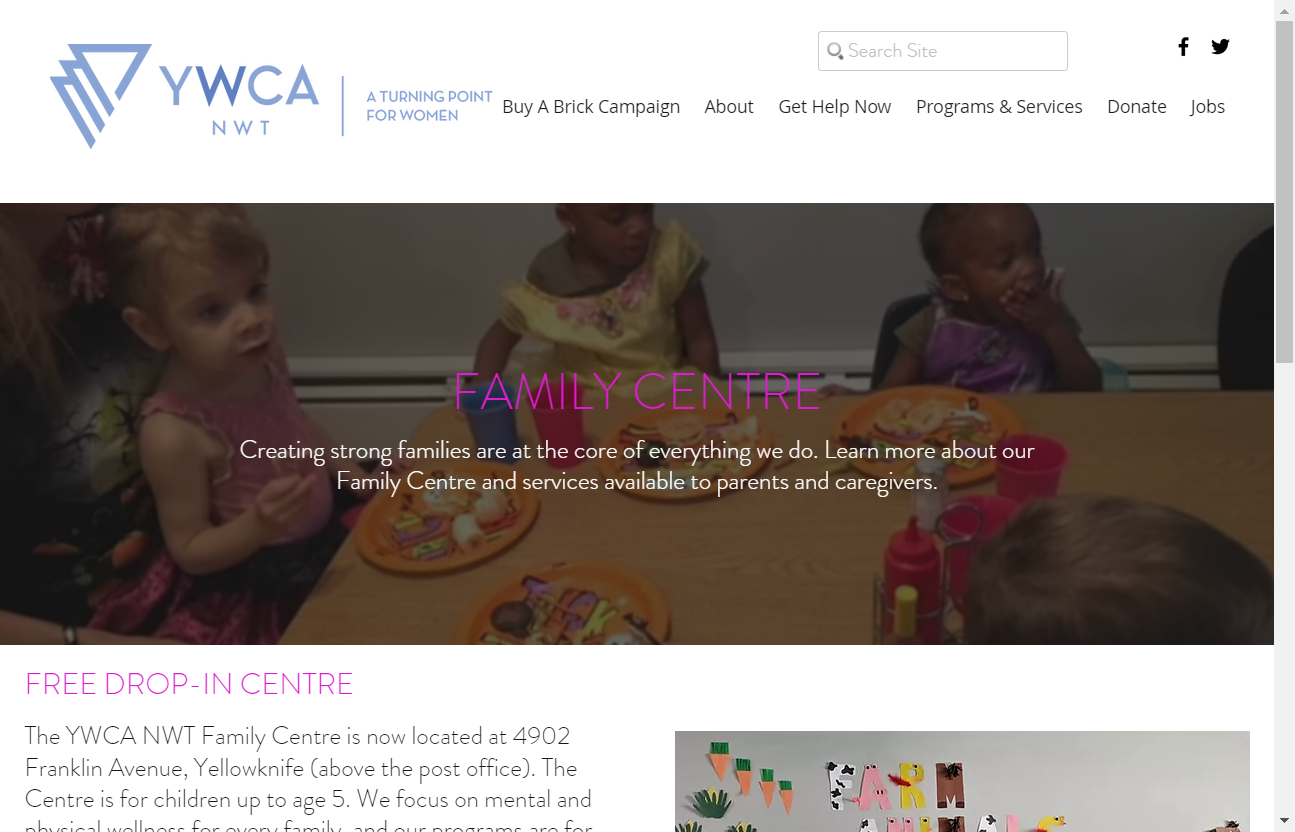 Search Site
YWCA
NWT
A TURNING POINT
FOR WOMEN
Buy A Brick Campaign About Get Help Now Programs & Services Donate Jobs
FAMILY CENTRE
Creating strong families are at the core of everything we do. Learn more about our
Family Centre and services available to parents and caregivers.
FREE DROP-IN CENTRE
The YWCA NWT Family Centre is now located at 4902
Franklin Avenue, Yellowknife (above the post office). The
Centre is for children up to age 5. We focus on mental and
physical wellness for every family, and our programs are for
FARM
ANIMALS